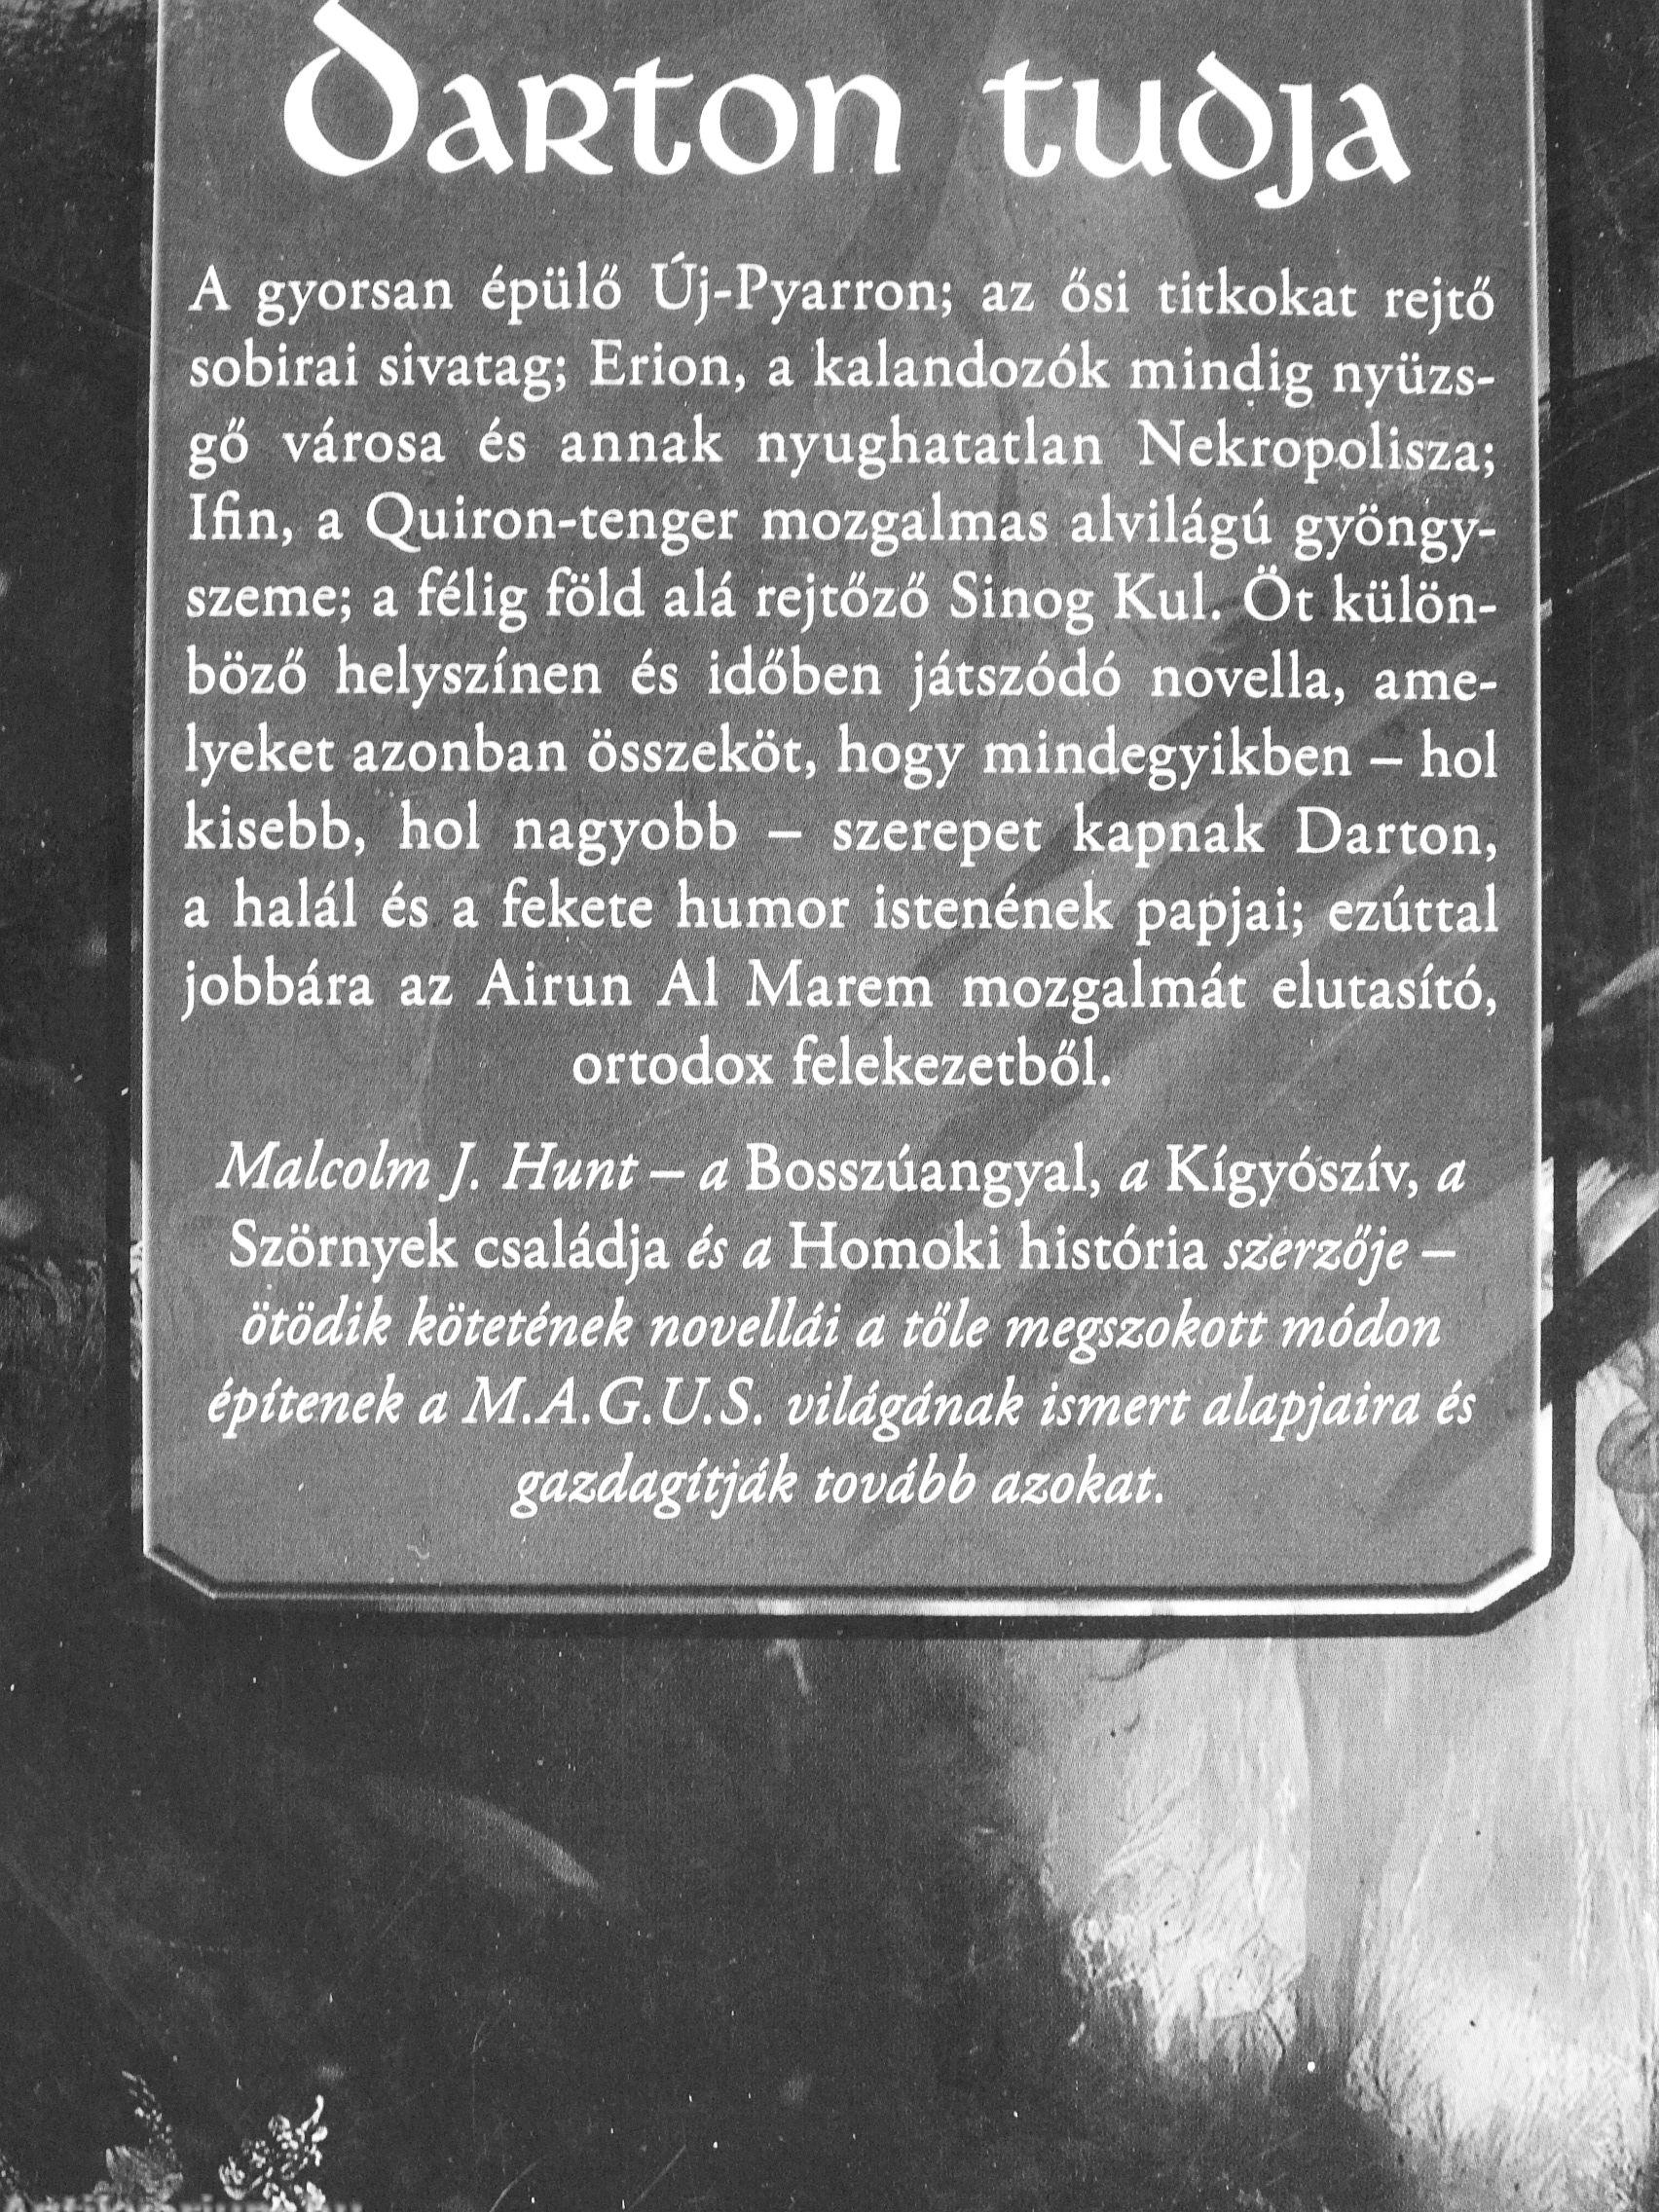 Darton tudja
A gyorsan épülő Új-Pyarron; az ősi titkokat rejtő
sobirai sivatag; Erion, a kalandozók mindig nyüzs-
gő városa és annak nyughatatlan Nekropolisza;
Ifin, a Quiron-tenger mozgalmas alvilágú gyöngy-
szeme; a félig föld alá rejtőző Sinog Kul. Öt külön-
böző helyszínen és időben játszódó novella, ame-
lyeket azonban összeköt, hogy mindegyikben – hol
kisebb, hol nagyobb – szerepet kapnak Darton,
a halál és a fekete humor istenének papjai; ezúttal
jobbára az Airun Al Marem mozgalmát elutasító,
ortodox felekezetből.
Malcolm J. Hunt – a Bosszúangyal, a Kígyószív, a
Szörnyek családja és a Homoki história szerzője –
ötödik kötetének novellái a tőle megszokott módon
építenek a M.A.G.U.S. világának ismert alapjaira és
gazdagítják tovább azokat.